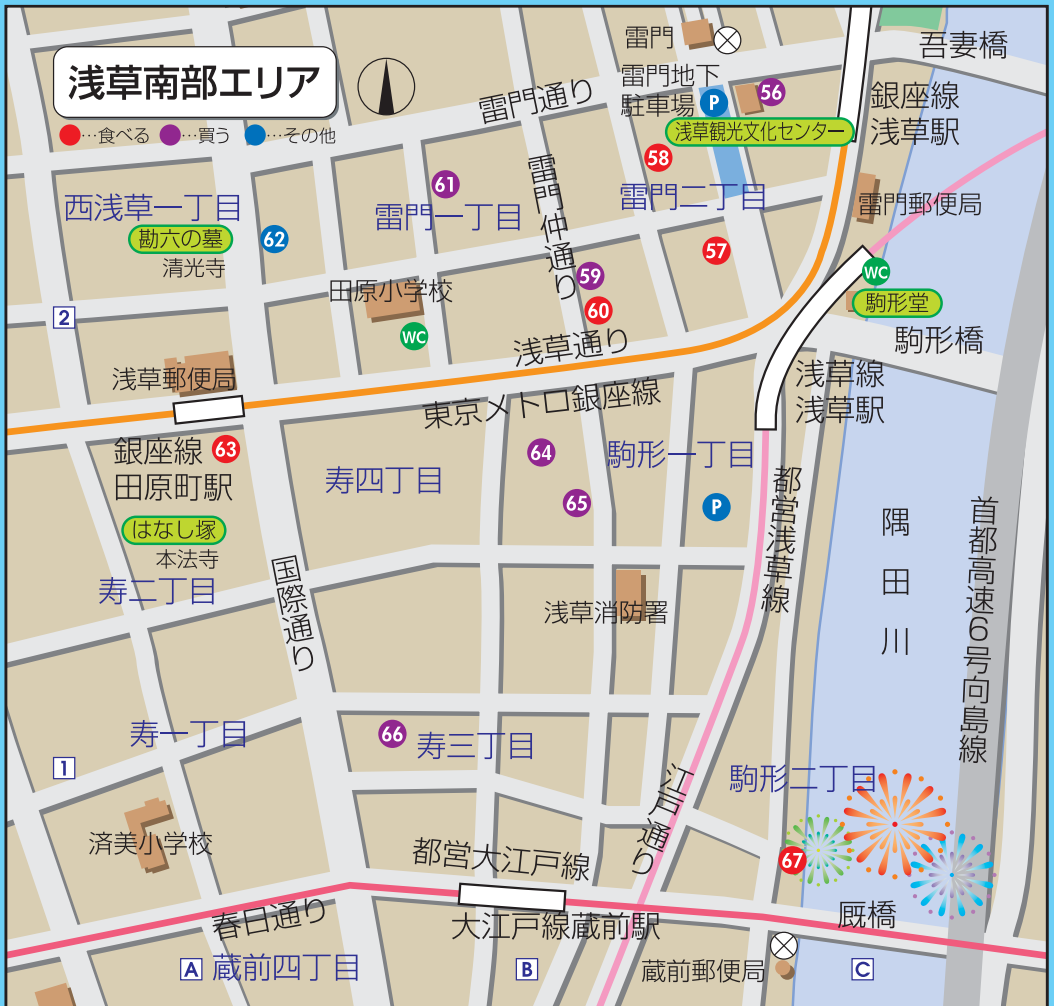 浅草南部エリア
…食べる …買う …その他
雷門
吾妻橋
雷門地下
駐車場
P
56
雷門通り
浅草観光文化センター
銀座線
浅草駅
58
61
雷門仲通り
西浅草一丁目
雷門一丁目
雷門二丁目
雷門郵便局
勘六の墓
62
清光寺
57
59
WC
田原小学校
60
駒形堂
2
WC
浅草通り
駒形橋
浅草郵便局
浅草線
浅草駅
東京メトロ銀座線
銀座線
田原町駅
63
64
駒形一丁目
寿四丁目
65
P
都営浅草線
隅田川
首都高速6号向島線
はなし塚
本法寺
国際通り
寿二丁目
浅草消防署
寿一丁目
66
寿三丁目
1
江戸通り
駒形二丁目
済美小学校
都営大江戸線
67
春日通り
大江戸線蔵前駅
厩橋
A
蔵前四丁目
B
蔵前郵便局
C